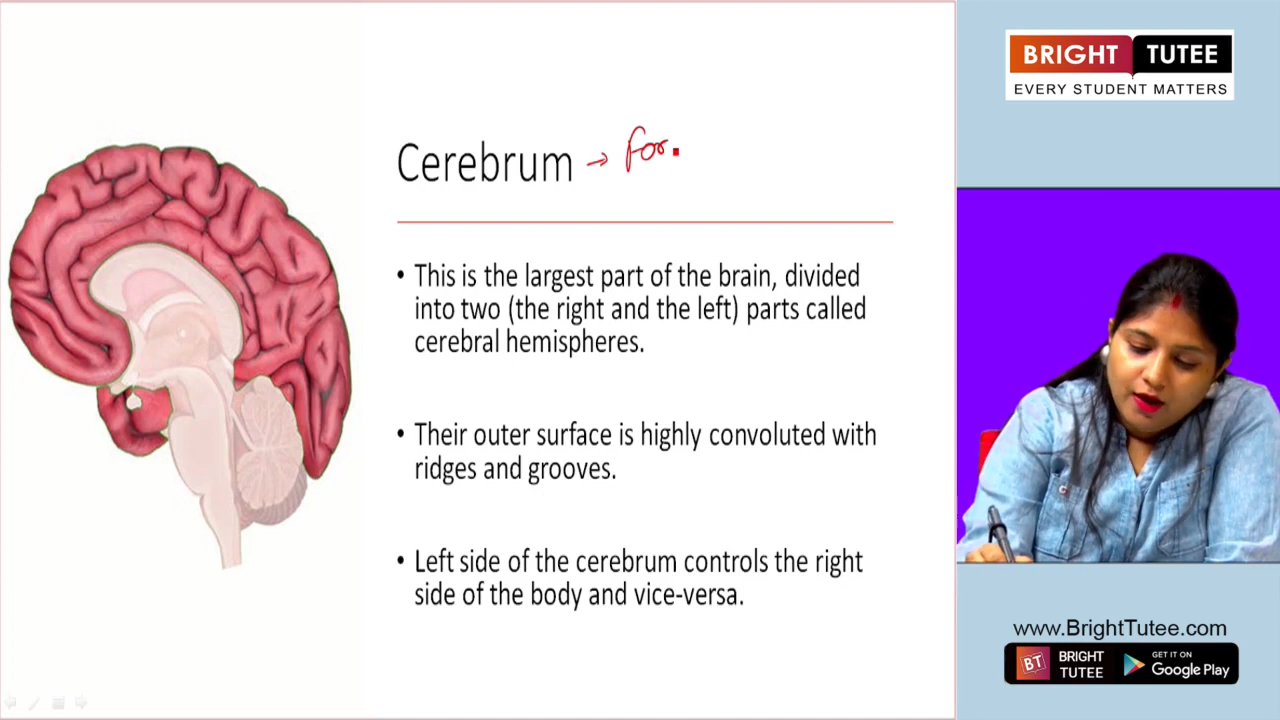 BRIGHT TUTEE
EVERY STUDENT MATTERS
Cerebrum → For
• This is the largest part of the brain, divided
into two (the right and the left) parts called
cerebral hemispheres.
• Their outer surface is highly convoluted with
ridges and grooves.
• Left side of the cerebrum controls the right
side of the body and vice-versa.
www.BrightTutee.com
BT BRIGHT TUTEE
GET IT ON
Google Play